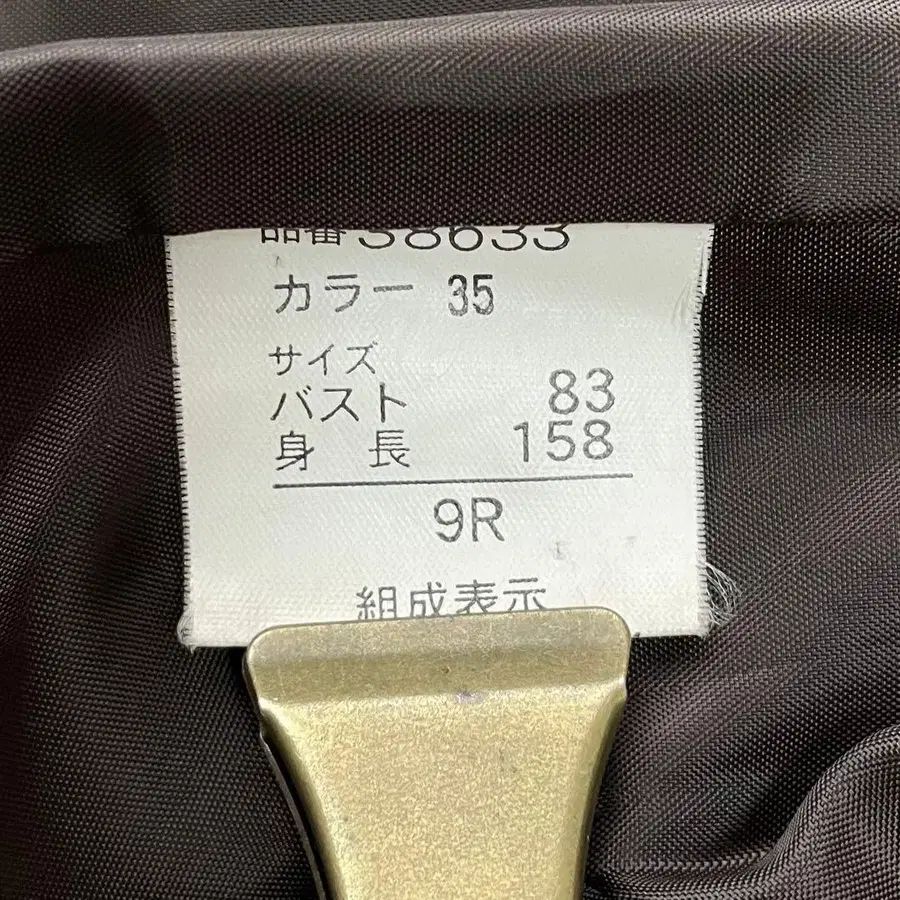 品番 38633
カラー 35
サイズ
バスト 83
身 長 158
9R
組成表示